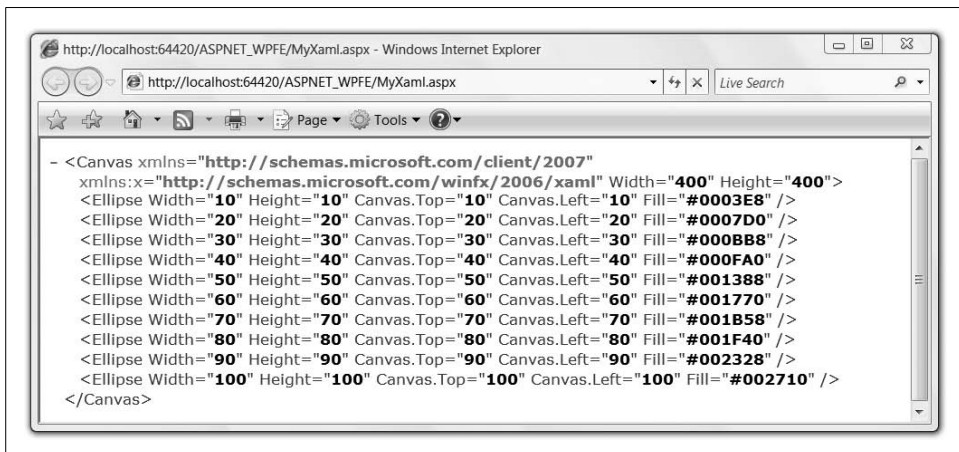 http://localhost:64420/ASPNET_WPFE/MyXaml.aspx - Windows Internet Explorer
http://localhost:64420/ASPNET_WPFE/MyXaml.aspx
Live Search
Page
Tools
- <Canvas xmlns="http://schemas.microsoft.com/client/2007"
xmlns:x="http://schemas.microsoft.com/winfx/2006/xaml" Width="400" Height="400">
<Ellipse Width="10" Height="10" Canvas.Top="10" Canvas.Left="10" Fill="#0003E8" />
<Ellipse Width="20" Height="20" Canvas.Top="20" Canvas.Left="20" Fill="#0007D0" />
<Ellipse Width="30" Height="30" Canvas.Top="30" Canvas.Left="30" Fill="#000BB8" />
<Ellipse Width="40" Height="40" Canvas.Top="40" Canvas.Left="40" Fill="#000FA0" />
<Ellipse Width="50" Height="50" Canvas.Top="50" Canvas.Left="50" Fill="#001388" />
<Ellipse Width="60" Height="60" Canvas.Top="60" Canvas.Left="60" Fill="#001770" />
<Ellipse Width="70" Height="70" Canvas.Top="70" Canvas.Left="70" Fill="#001B58" />
<Ellipse Width="80" Height="80" Canvas.Top="80" Canvas.Left="80" Fill="#001F40" />
<Ellipse Width="90" Height="90" Canvas.Top="90" Canvas.Left="90" Fill="#002328" />
<Ellipse Width="100" Height="100" Canvas.Top="100" Canvas.Left="100" Fill="#002710" />
</Canvas>